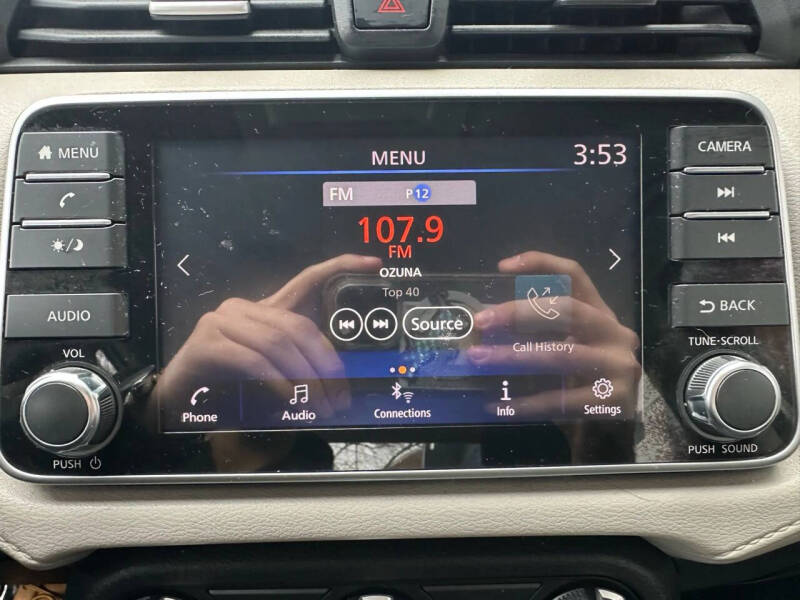 MENU
AUDIO
VOL
PUSH
MENU
3:53
FM P12
107.9
FM
OZUNA
Top 40
Source
Call History
Phone
Audio
Connections
Info
Settings
CAMERA
BACK
TUNE-SCROLL
PUSH SOUND